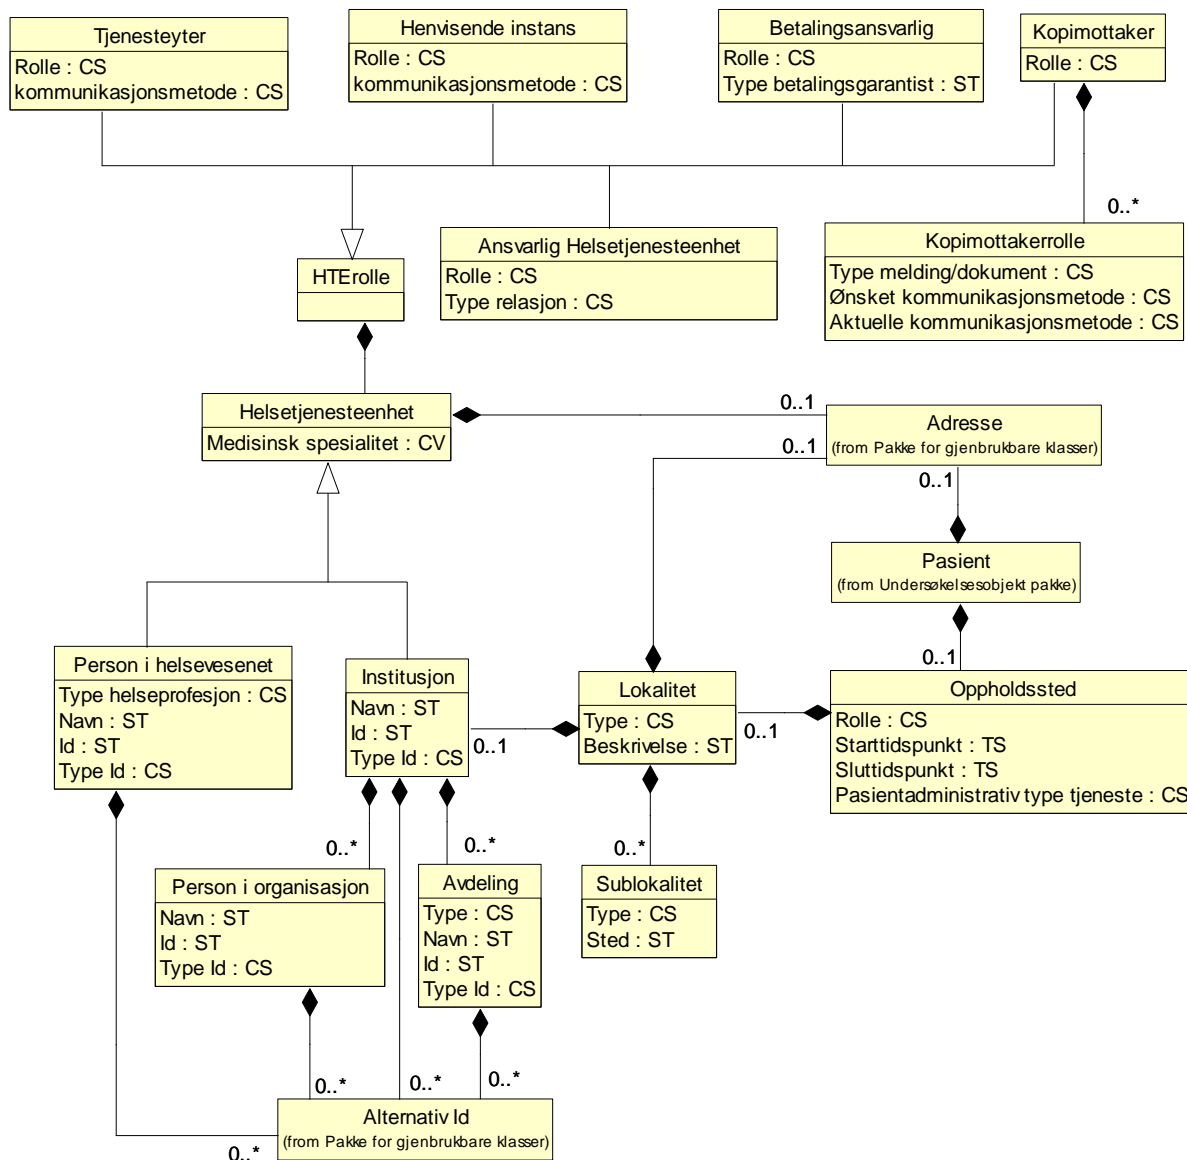 Tjenesteyter
Rolle : CS
kommunikasjonsmetode : CS
Henvisende instans
Rolle : CS
kommunikasjonsmetode : CS
Betalingsansvarlig
Rolle : CS
Type betalingsgarantist : ST
Kopimottaker
Rolle : CS
0..*
HTErolle
Ansvarlig Helsetjenesteenhet
Rolle : CS
Type relasjon : CS
Kopimottakerrolle
Type melding/dokument : CS
Ønsket kommunikasjonsmetode : CS
Aktuelle kommunikasjonsmetode : CS
Helsetjenesteenhet
Medisinsk spesialitet : CV
0..1
0..1
Adresse
(from Pakke for gjenbrukbare klasser)
0..1
Pasient
(from Undersøkelsesobjekt pakke)
0..1
Person i helsevesenet
Type helseprofesjon : CS
Navn : ST
Id : ST
Type Id : CS
Institusjon
Navn : ST
Id : ST
Type Id : CS
0..1
Lokalitet
Type : CS
Beskrivelse : ST
0..1
Oppholdssted
Rolle : CS
Starttidspunkt : TS
Sluttidspunkt : TS
Pasientadministrativ type tjeneste : CS
0..*
0..*
0..*
Person i organisasjon
Navn : ST
Id : ST
Type Id : CS
Avdeling
Type : CS
Navn : ST
Id : ST
Type Id : CS
Sublokalitet
Type : CS
Sted : ST
0..*
0..*
0..*
Alternativ Id
(from Pakke for gjenbrukbare klasser)
0..*